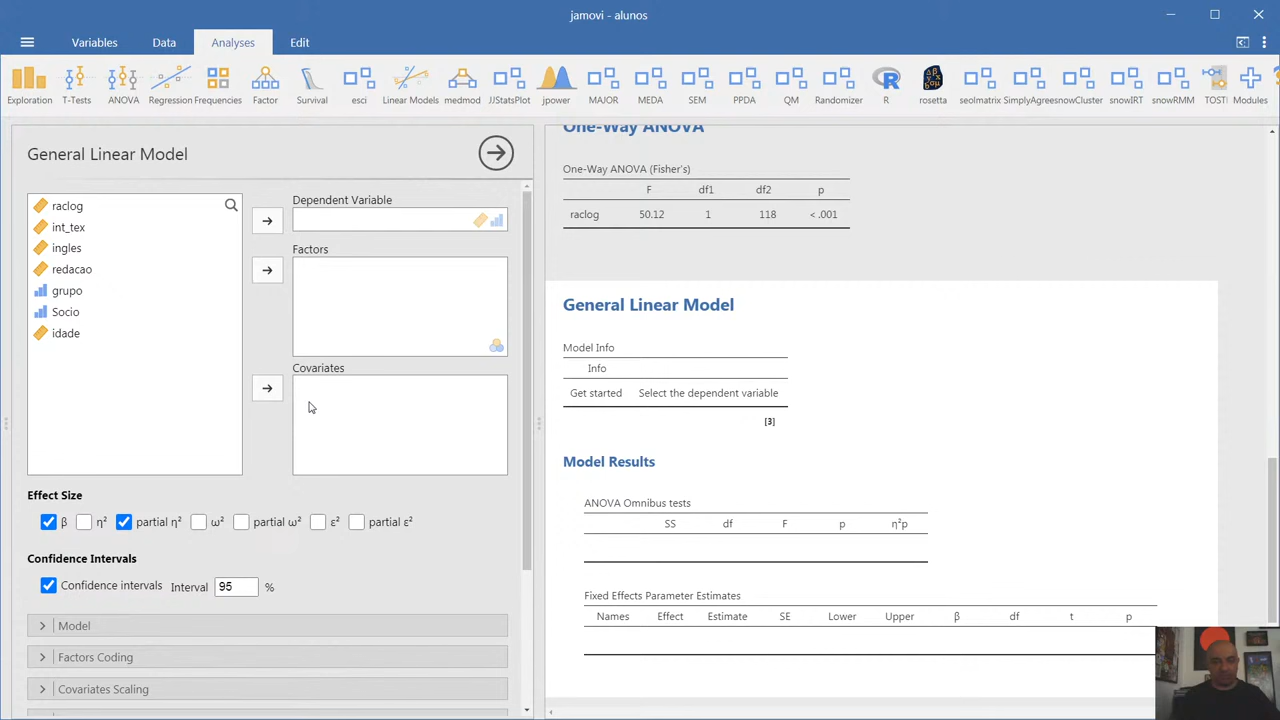 jamovi - alunos
Variables Data Analyses Edit
Exploration T-Tests ANOVA Regression Frequencies Factor Survival esci Linear Models medmod JJStatsPlot jpower MAJOR MEDA SEM PPDA QM Randomizer R rosetta seolmatrix SimplyAgree snowCluster snowIRT snowRMM TOSTE Modules
General Linear Model
raclog
int_tex
ingles
redacao
grupo
Socio
idade
Dependent Variable
Factors
Covariates
Effect Size
β η² partial η² ω² partial ω² ε² partial ε²
Confidence Intervals
Confidence intervals Interval 95 %
Model
Factors Coding
Covariates Scaling
One-Way ANOVA
One-Way ANOVA (Fisher's)
F df1 df2 p
raclog 50.12 1 118 < .001
General Linear Model
Model Info
Info
Get started Select the dependent variable
[3]
Model Results
ANOVA Omnibus tests
SS df F p η²p
Fixed Effects Parameter Estimates
Names Effect Estimate SE Lower Upper β df t p